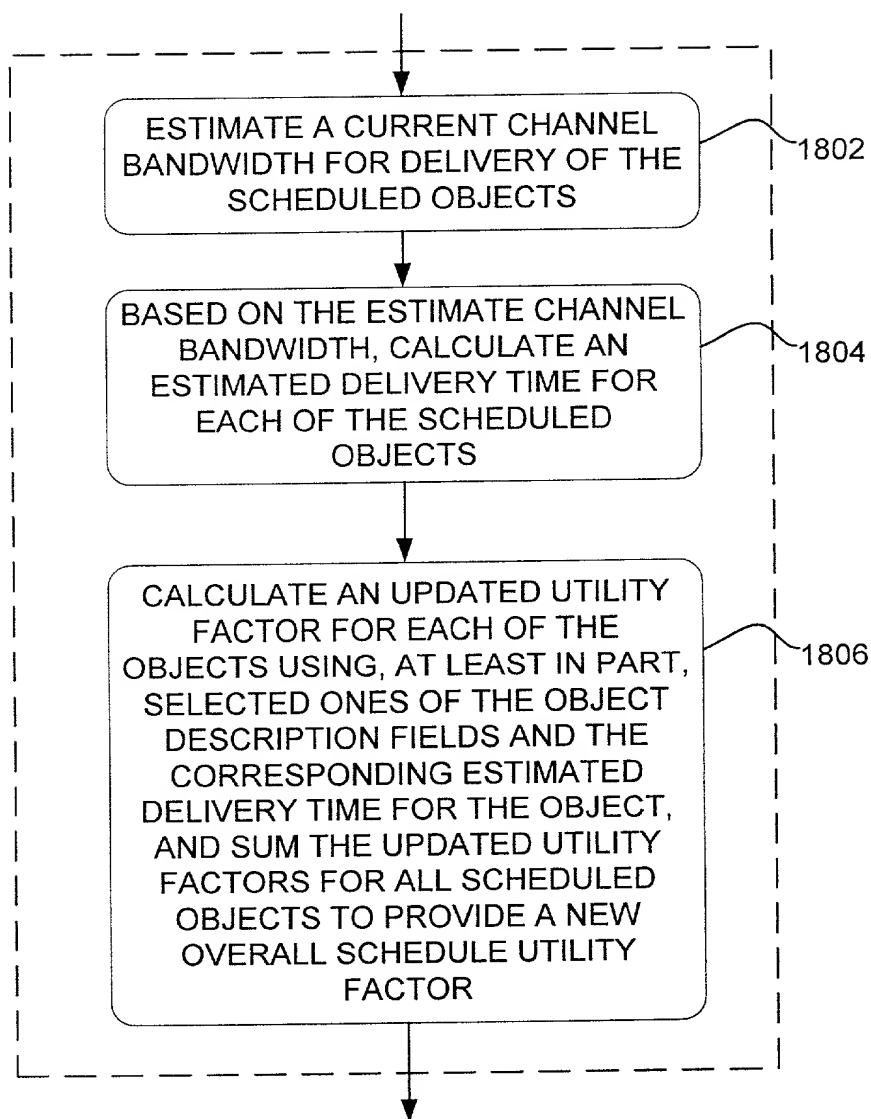 ESTIMATE A CURRENT CHANNEL
BANDWIDTH FOR DELIVERY OF THE
SCHEDULED OBJECTS
1802
BASED ON THE ESTIMATE CHANNEL
BANDWIDTH, CALCULATE AN
ESTIMATED DELIVERY TIME FOR
EACH OF THE SCHEDULED
OBJECTS
1804
CALCULATE AN UPDATED UTILITY
FACTOR FOR EACH OF THE
OBJECTS USING, AT LEAST IN PART,
SELECTED ONES OF THE OBJECT
DESCRIPTION FIELDS AND THE
CORRESPONDING ESTIMATED
DELIVERY TIME FOR THE OBJECT,
AND SUM THE UPDATED UTILITY
FACTORS FOR ALL SCHEDULED
OBJECTS TO PROVIDE A NEW
OVERALL SCHEDULE UTILITY
FACTOR
1806